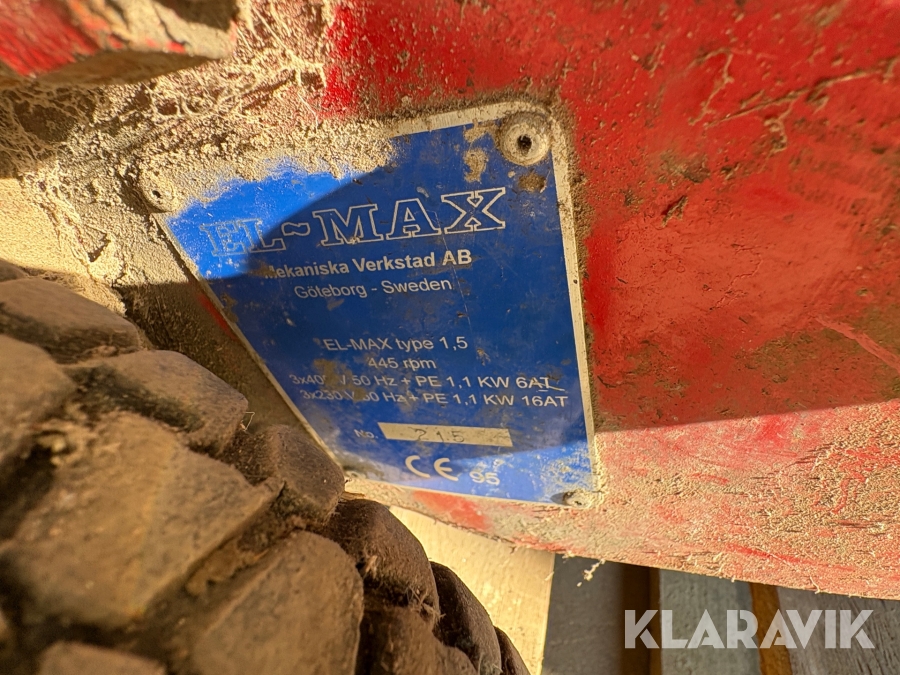 EL~MAX
Mekaniska Verkstad AB
Göteborg - Sweden
EL-MAX type 1,5
445 rpm
/ 50 Hz + PE 1,1 KW 6AT
3x230 V 50 Hz + PE 1,1 KW 16AT
No. 215
CE 95
KLARAVIK